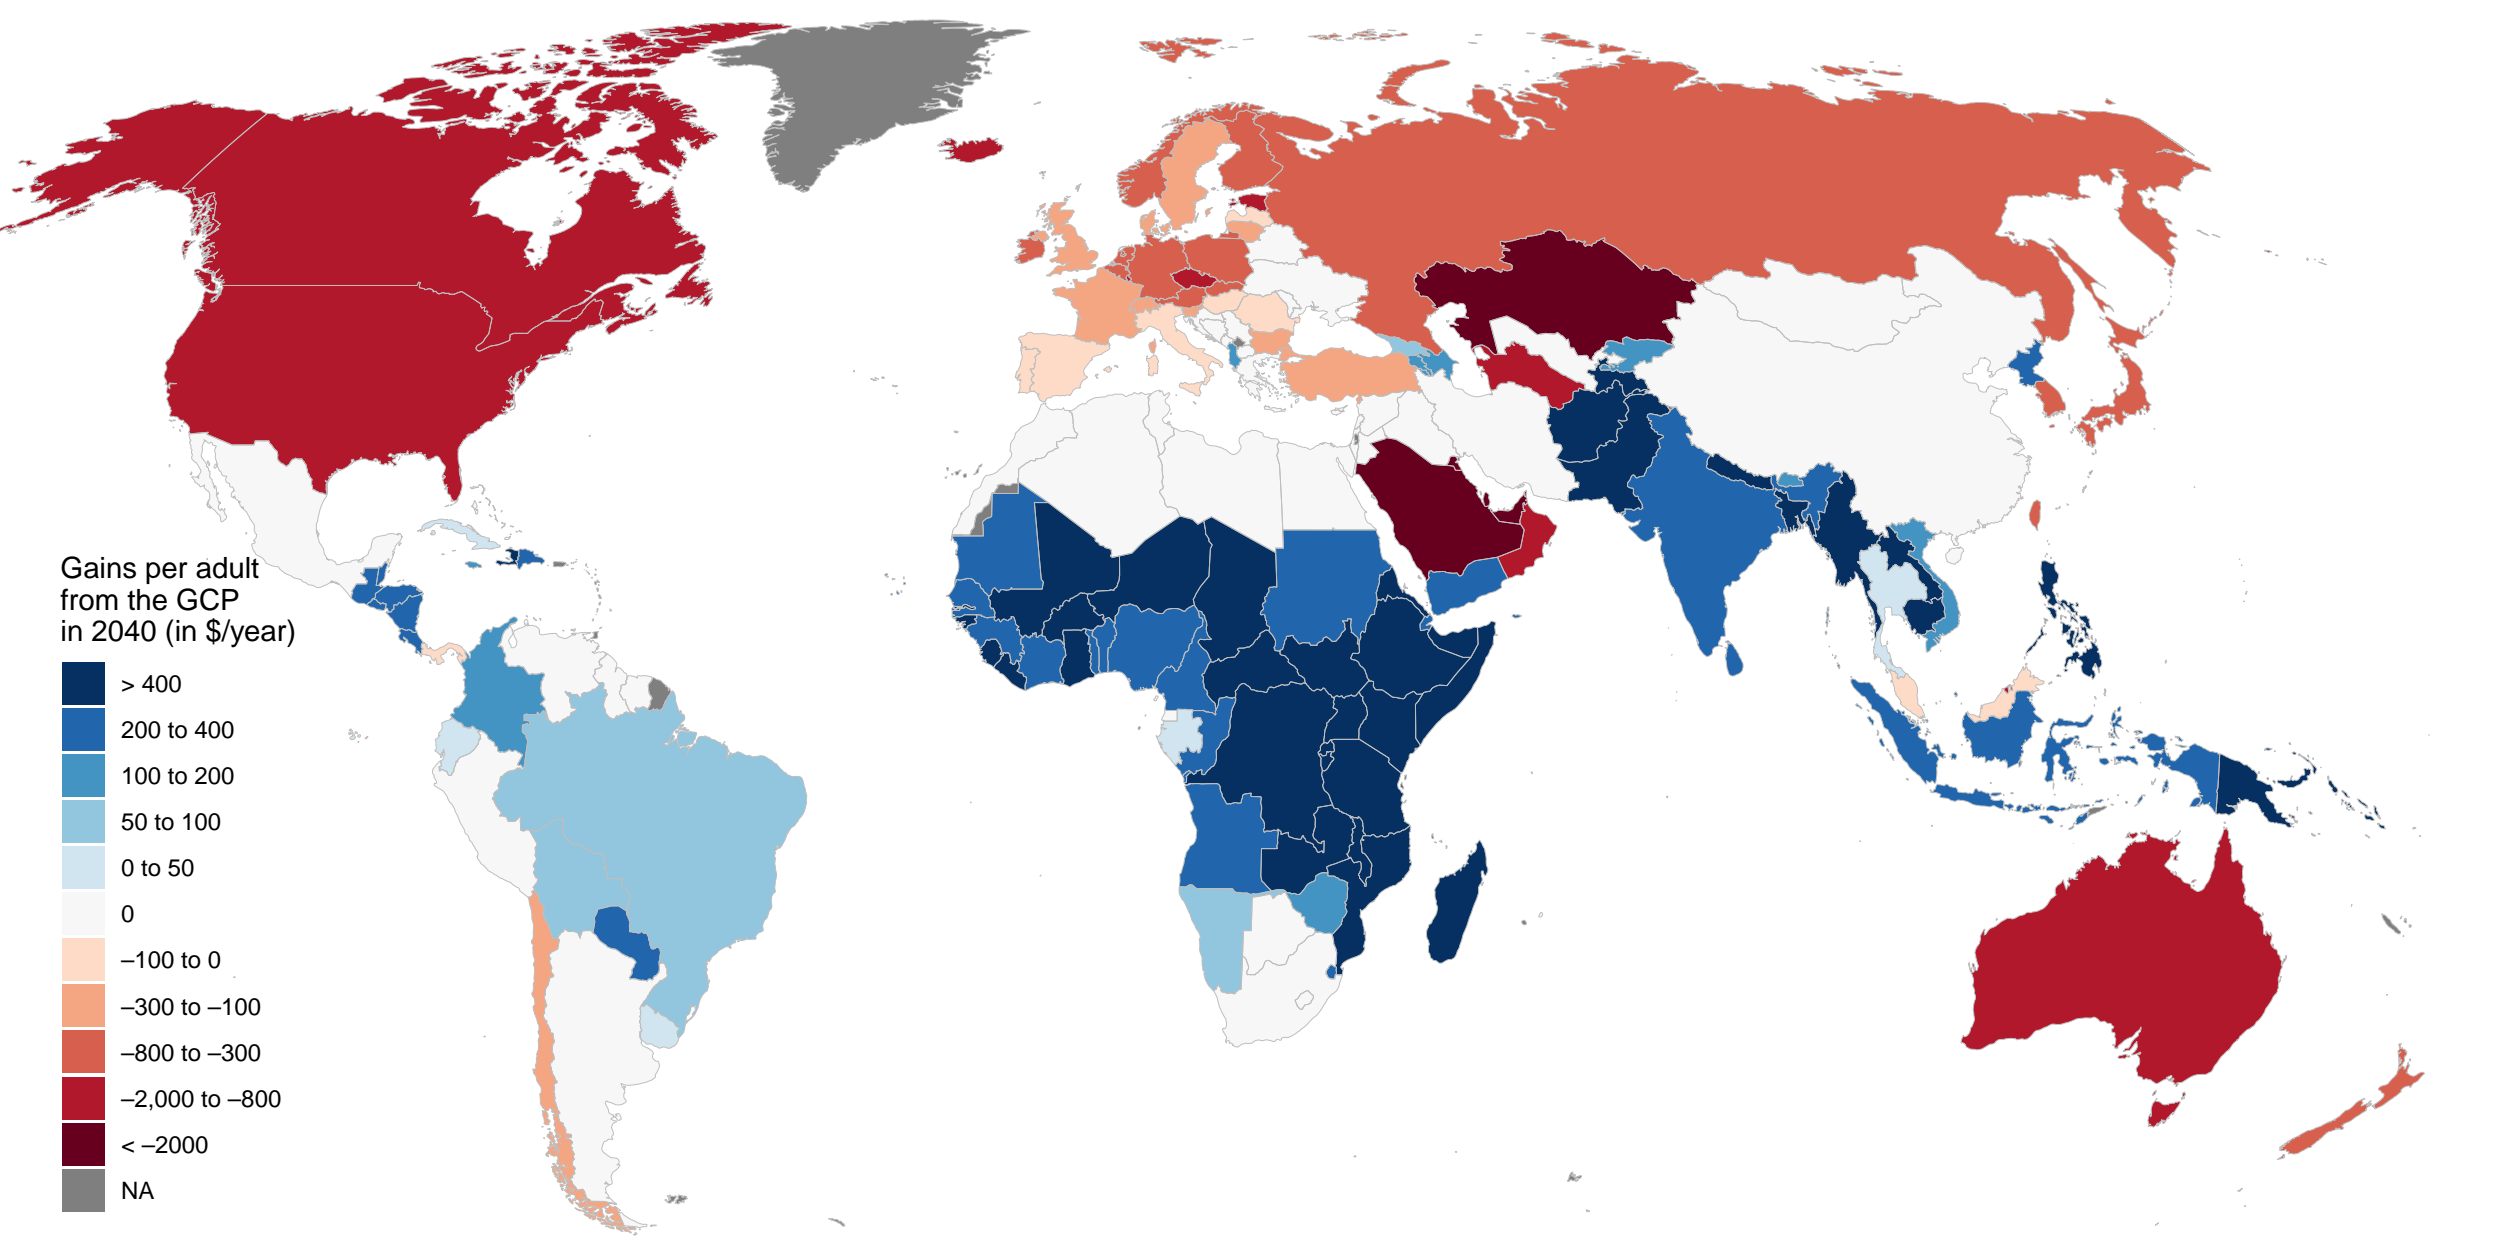 Gains per adult
from the GCP
in 2040 (in $/year)
> 400
200 to 400
100 to 200
50 to 100
0 to 50
0
–100 to 0
–300 to –100
–800 to –300
–2,000 to –800
< –2000
NA